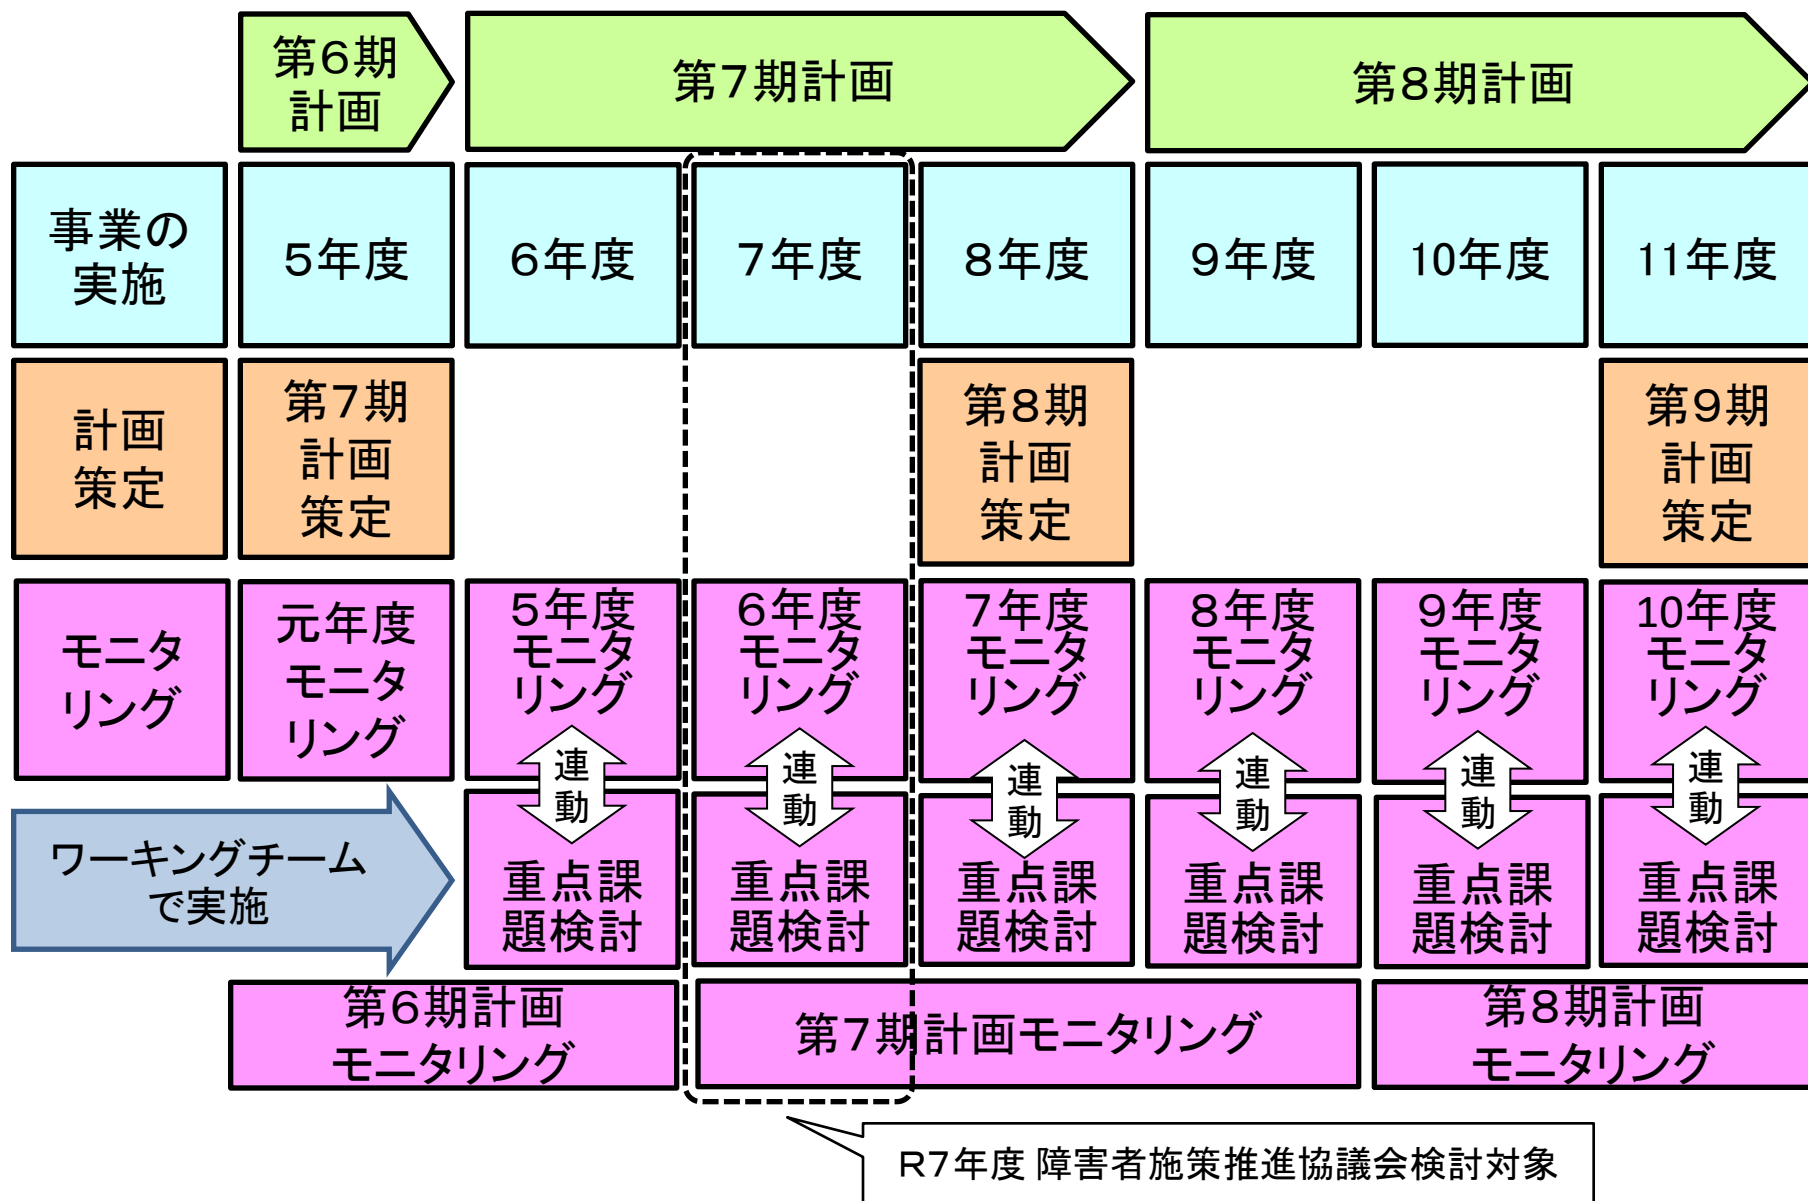 第６期
計画
第７期計画
第８期計画
事業の
実施
５年度
６年度
７年度
８年度
９年度
10年度
11年度
計画
策定
第７期
計画
策定
第８期
計画
策定
第９期
計画
策定
モニタ
リング
元年度
モニタ
リング
５年度
モニタ
リング
６年度
モニタ
リング
７年度
モニタ
リング
８年度
モニタ
リング
９年度
モニタ
リング
10年度
モニタ
リング
連
動
連
動
連
動
連
動
連
動
連
動
ワーキングチーム
で実施
重点課
題検討
重点課
題検討
重点課
題検討
重点課
題検討
重点課
題検討
重点課
題検討
第６期計画
モニタリング
第７期計画モニタリング
第８期計画
モニタリング
Ｒ７年度 障害者施策推進協議会検討対象